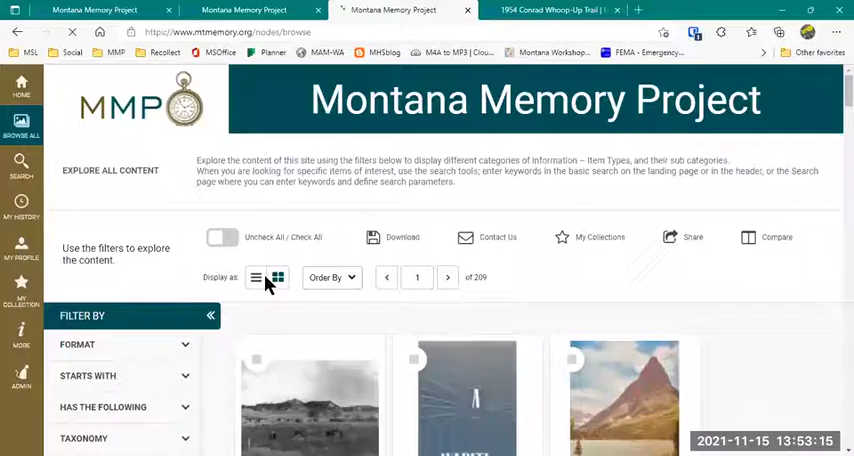 Montana Memory Project
Montana Memory Project
Montana Memory Project
1954 Conrad Whoop-Up Trail |
https://www.mtmemory.org/nodes/browse
MSL
Social
MMP
Recollect
MSOffice
Planner
MAM-WA
MHSblog
M4A to MP3 | Clou...
Montana Workshop...
FEMA - Emergency...
Other favorites
HOME
BROWSE ALL
SEARCH
MY HISTORY
MY PROFILE
MY
COLLECTION
MORE
ADMIN
MMP
Montana Memory Project
EXPLORE ALL CONTENT
Explore the content of this site using the filters below to display different categories of information – Item Types, and their sub categories.
When you are looking for specific items of interest, use the search tools; enter keywords in the basic search on the landing page or in the header, or the Search
page where you can enter keywords and define search parameters.
Use the filters to explore
the content.
Uncheck All / Check All
Download
Contact Us
My Collections
Share
Compare
Display as:
Order By
1
of 209
FILTER BY
FORMAT
STARTS WITH
HAS THE FOLLOWING
TAXONOMY
A
2021-11-15 13:53:15